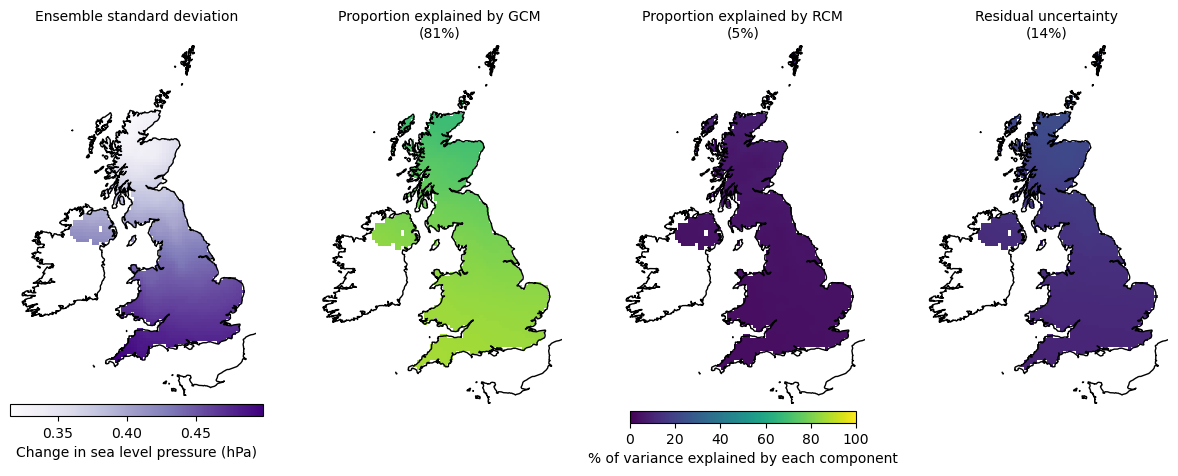 Ensemble standard deviation
Proportion explained by GCM
(81%)
Proportion explained by RCM
(5%)
Residual uncertainty
(14%)
0.35 0.40 0.45
Change in sea level pressure (hPa)
0 20 40 60 80 100
% of variance explained by each component